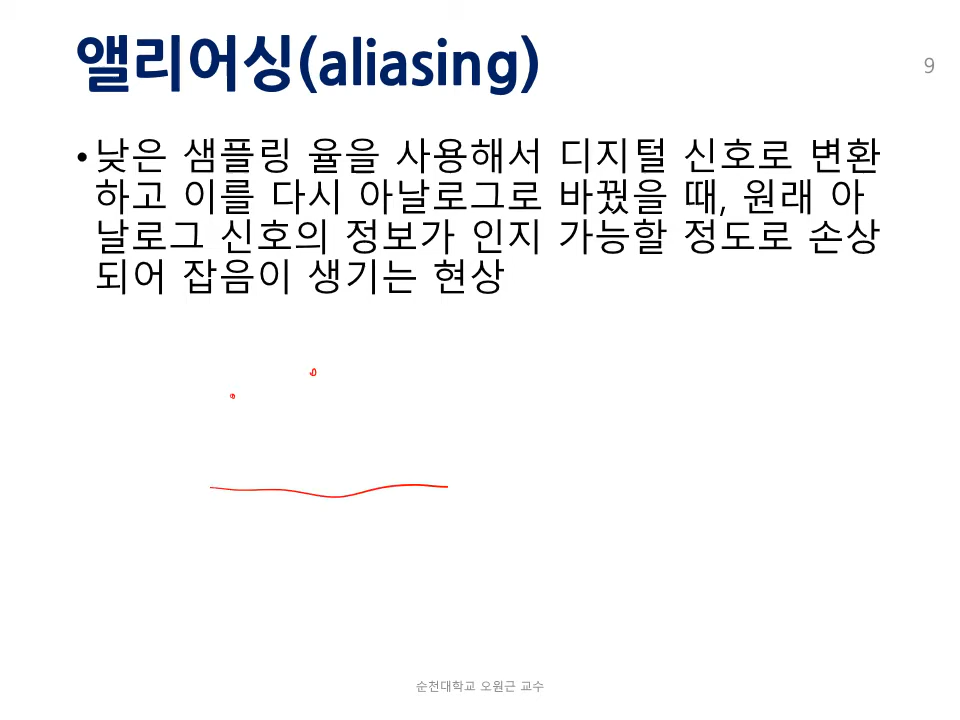 앨리어싱(aliasing)
9
•낮은 샘플링 율을 사용해서 디지털 신호로 변환
하고 이를 다시 아날로그로 바꿨을 때, 원래 아
날로그 신호의 정보가 인지 가능할 정도로 손상
되어 잡음이 생기는 현상
순천대학교 오원근 교수